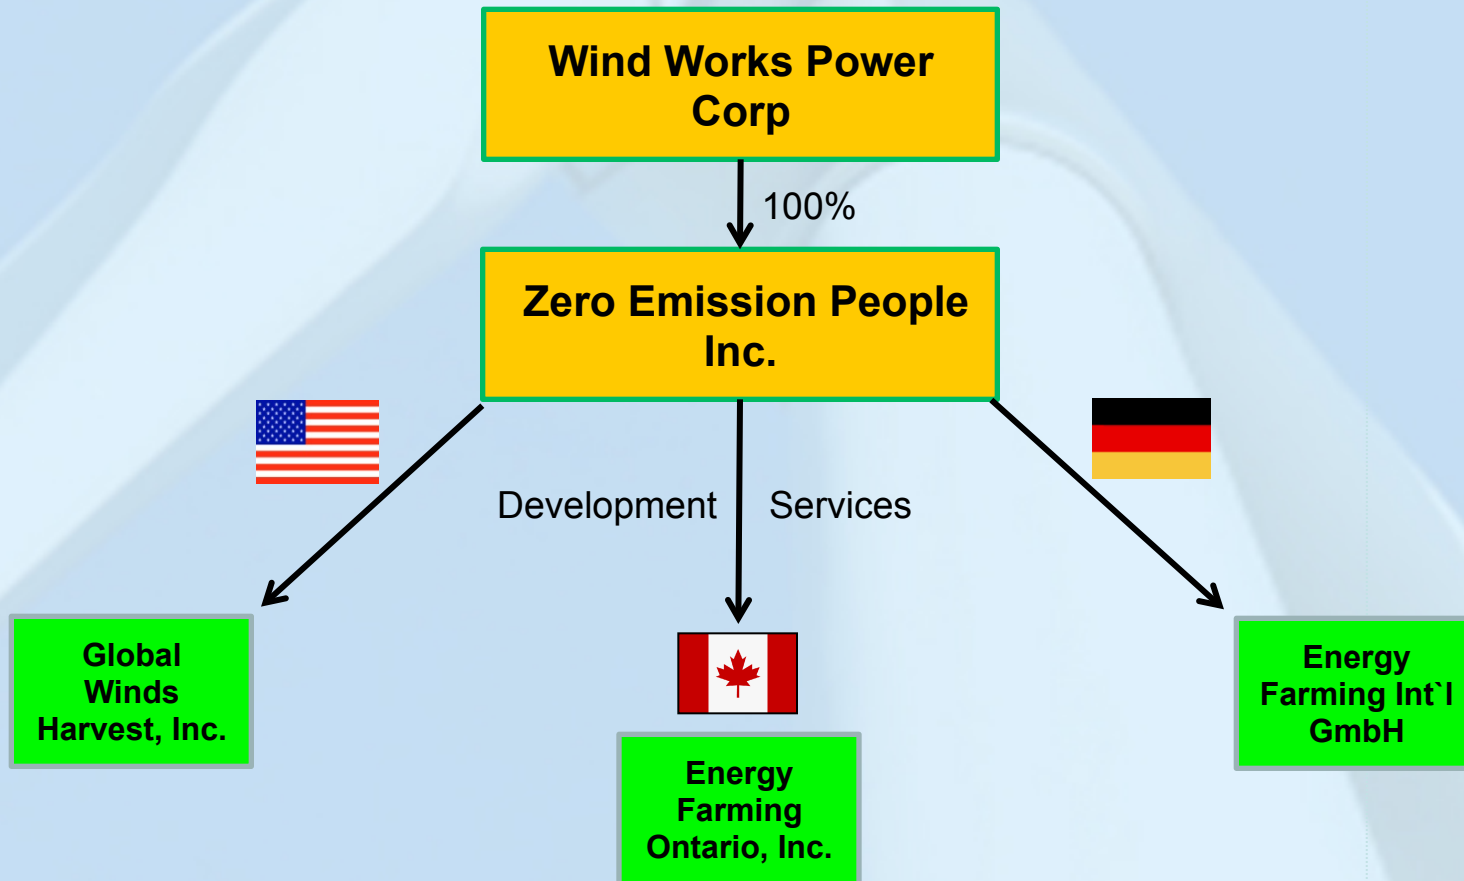 Wind Works Power
Corp
100%
Zero Emission People
Inc.
Development Services
Global
Winds
Harvest, Inc.
Energy
Farming
Ontario, Inc.
Energy
Farming Int`l
GmbH